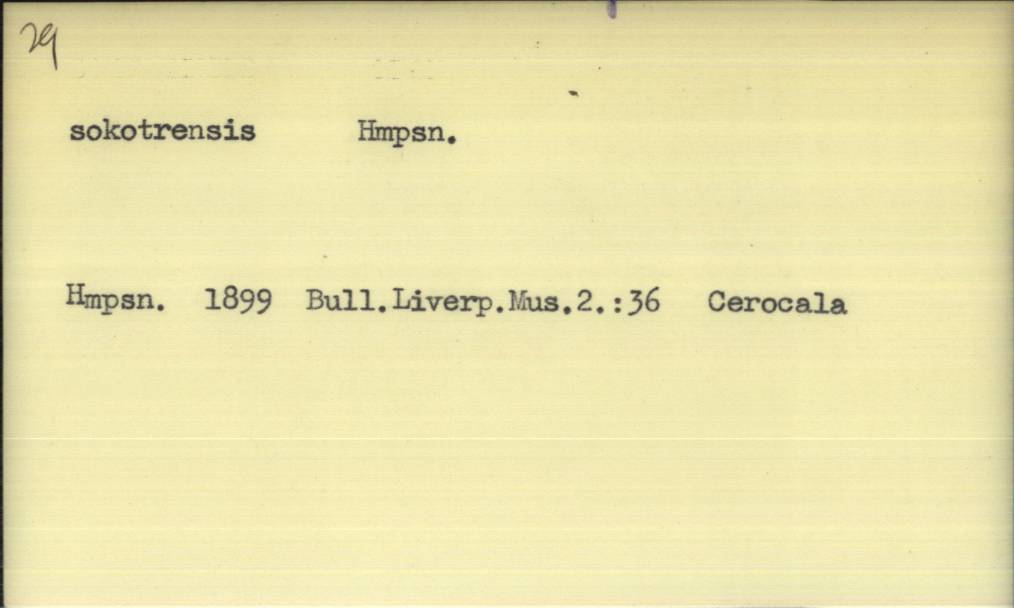 29
sokotrensis Hmpsn.
Hmpsn. 1899 Bull.Liverp.Mus.2.:36 Cerocala